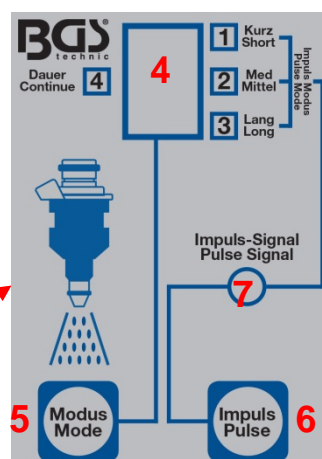 BGS
technic
Dauer
Continue
4
4
1
Kurz
Short
2
Med
Mittel
3
Lang
Long
Impuls Modus
Pulse Mode
Impuls-Signal
Pulse Signal
7
5
Modus
Mode
Impuls
Pulse
6